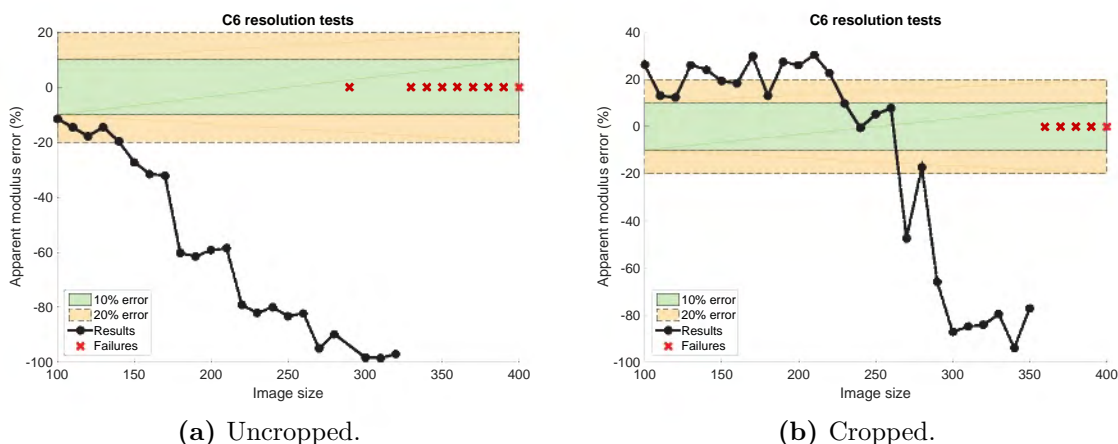 C6 resolution tests
20
0
-20
-40
-60
-80
-100
Apparent modulus error (%)
10% error
20% error
Results
Failures
100
150
200
250
300
350
400
Image size
(a) Uncropped.
C6 resolution tests
40
20
0
-20
-40
-60
-80
-100
Apparent modulus error (%)
10% error
20% error
Results
Failures
100
150
200
250
300
350
400
Image size
(b) Cropped.